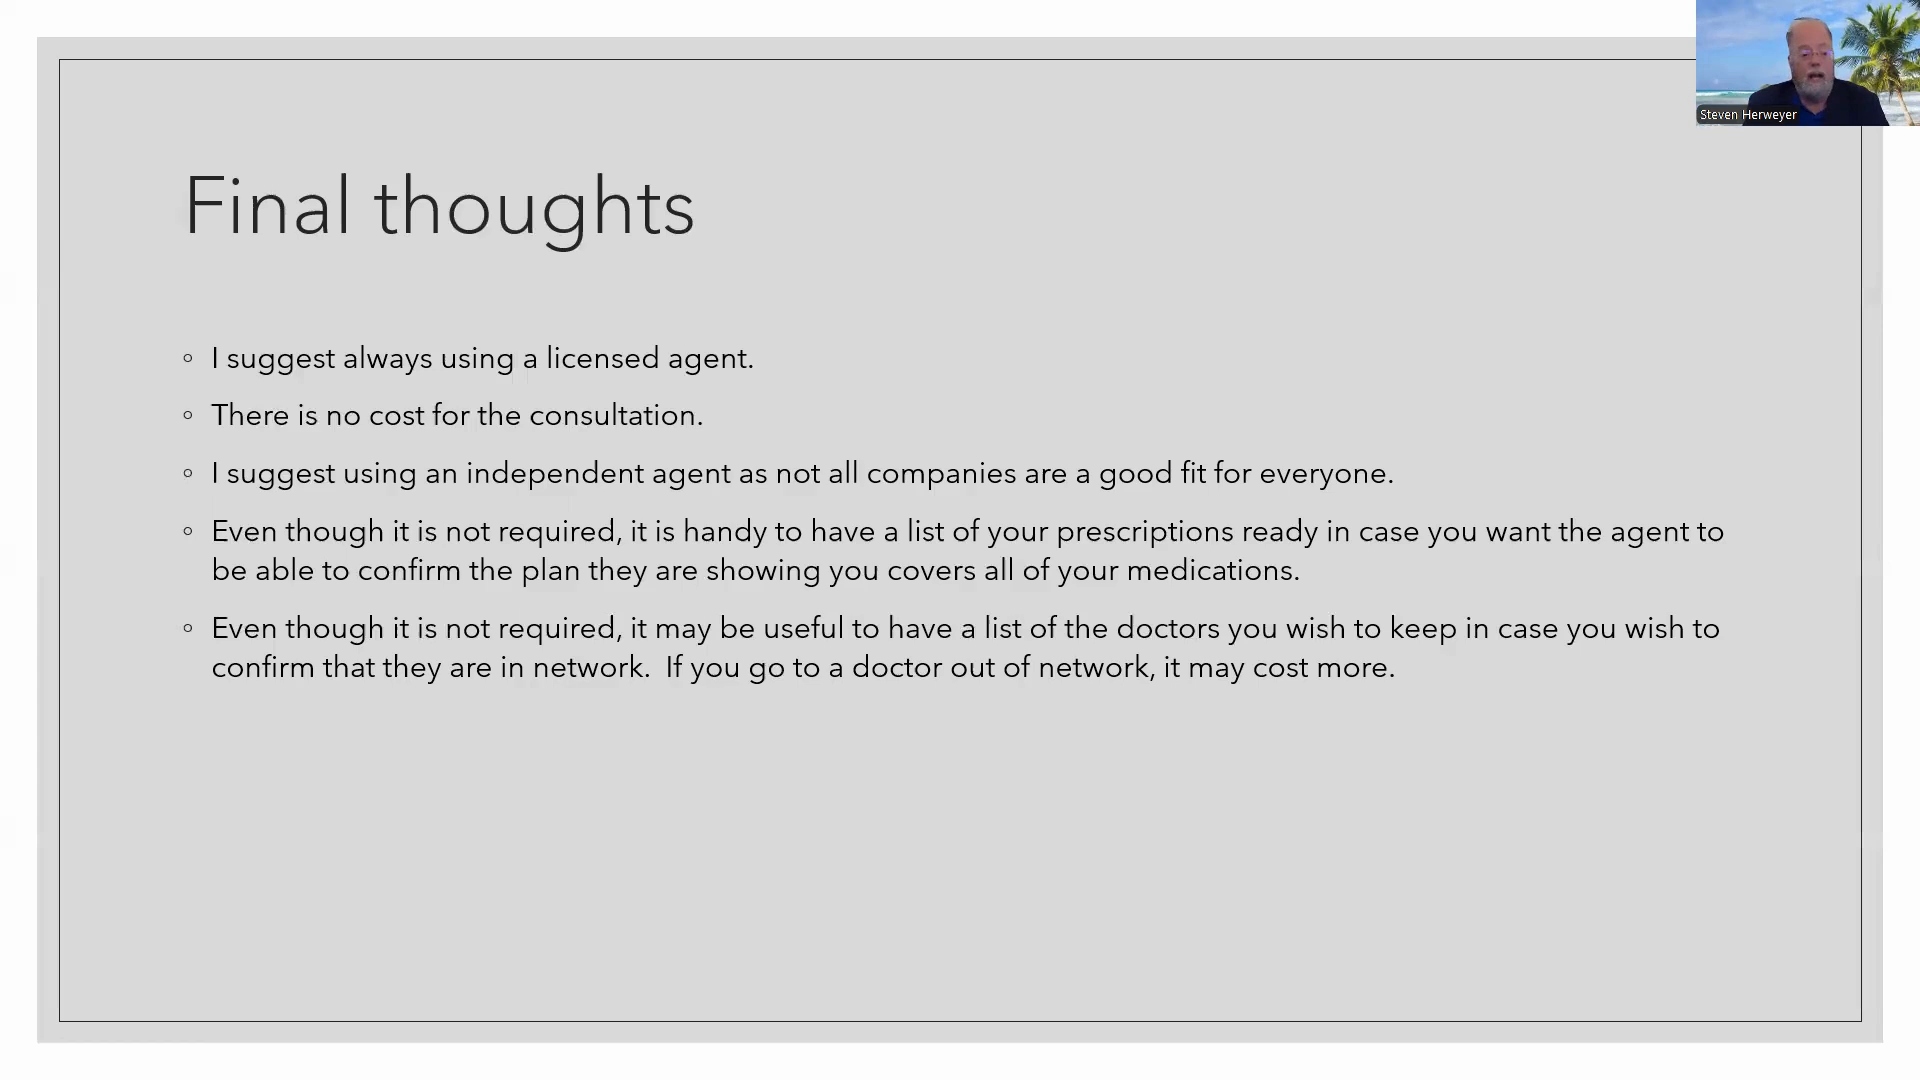 Steven Herweyer
Final thoughts
◦ I suggest always using a licensed agent.
◦ There is no cost for the consultation.
◦ I suggest using an independent agent as not all companies are a good fit for everyone.
◦ Even though it is not required, it is handy to have a list of your prescriptions ready in case you want the agent to
be able to confirm the plan they are showing you covers all of your medications.
◦ Even though it is not required, it may be useful to have a list of the doctors you wish to keep in case you wish to
confirm that they are in network.  If you go to a doctor out of network, it may cost more.